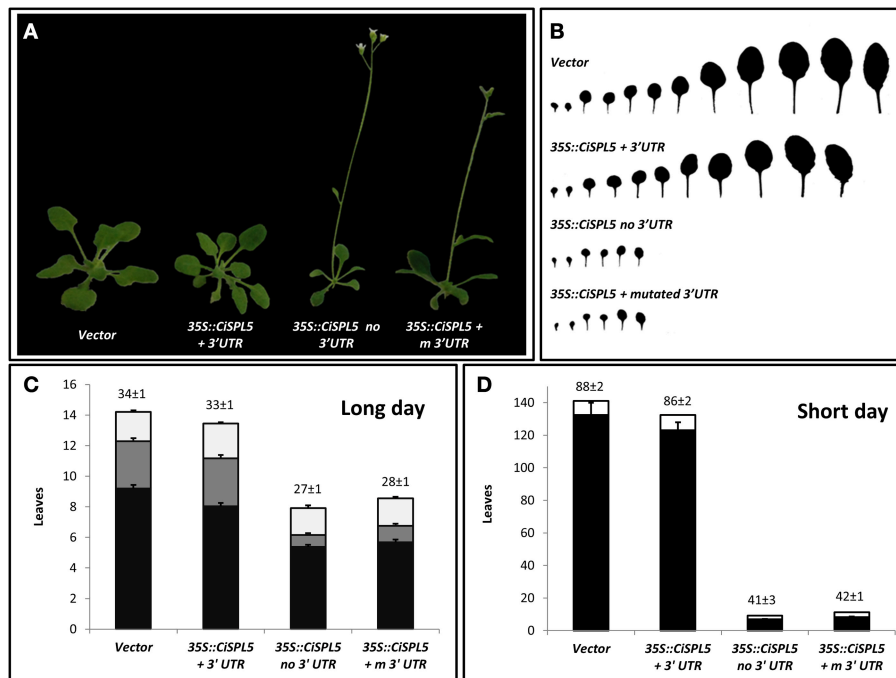 A
Vector
35S::CiSPL5
+ 3'UTR
35S::CiSPL5 no
3'UTR
35S::CiSPL5 +
m 3'UTR
B
Vector
35S::CiSPL5 + 3'UTR
35S::CiSPL5 no 3'UTR
35S::CiSPL5 + mutated 3'UTR
C
Long day
Leaves
16
14
12
10
8
6
4
2
0
34±1
33±1
27±1
28±1
Vector
35S::CiSPL5
+ 3' UTR
35S::CiSPL5
no 3' UTR
35S::CiSPL5
+ m 3' UTR
D
Short day
Leaves
140
120
100
80
60
40
20
0
88±2
86±2
41±3
42±1
Vector
35S::CiSPL5
+ 3' UTR
35S::CiSPL5
no 3' UTR
35S::CiSPL5
+ m 3' UTR